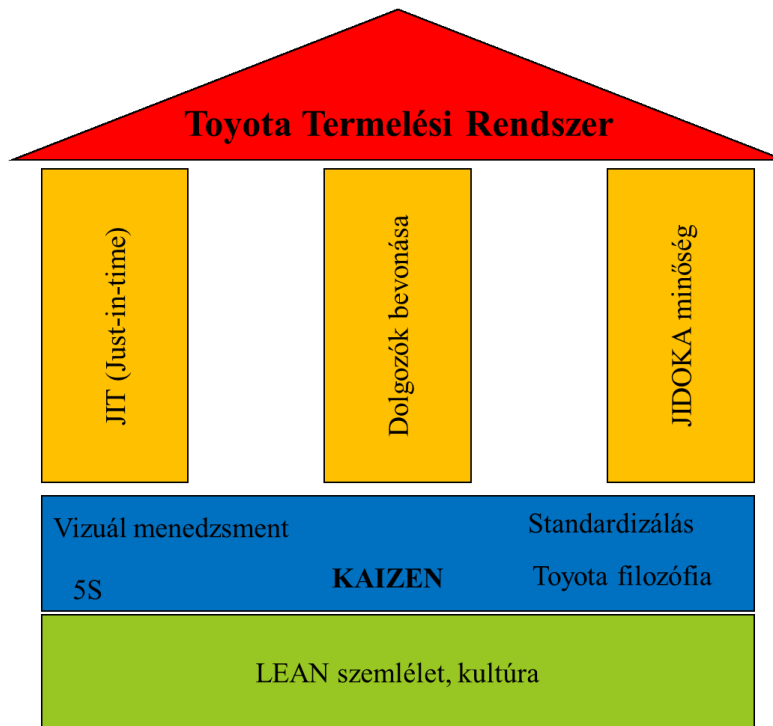 Toyota Termelési Rendszer
JIT (Just-in-time)
Dolgozók bevonása
JIDOKA minőség
Vizuál menedzsment
Standardizálás
5S
KAIZEN
Toyota filozófia
LEAN szemlélet, kultúra